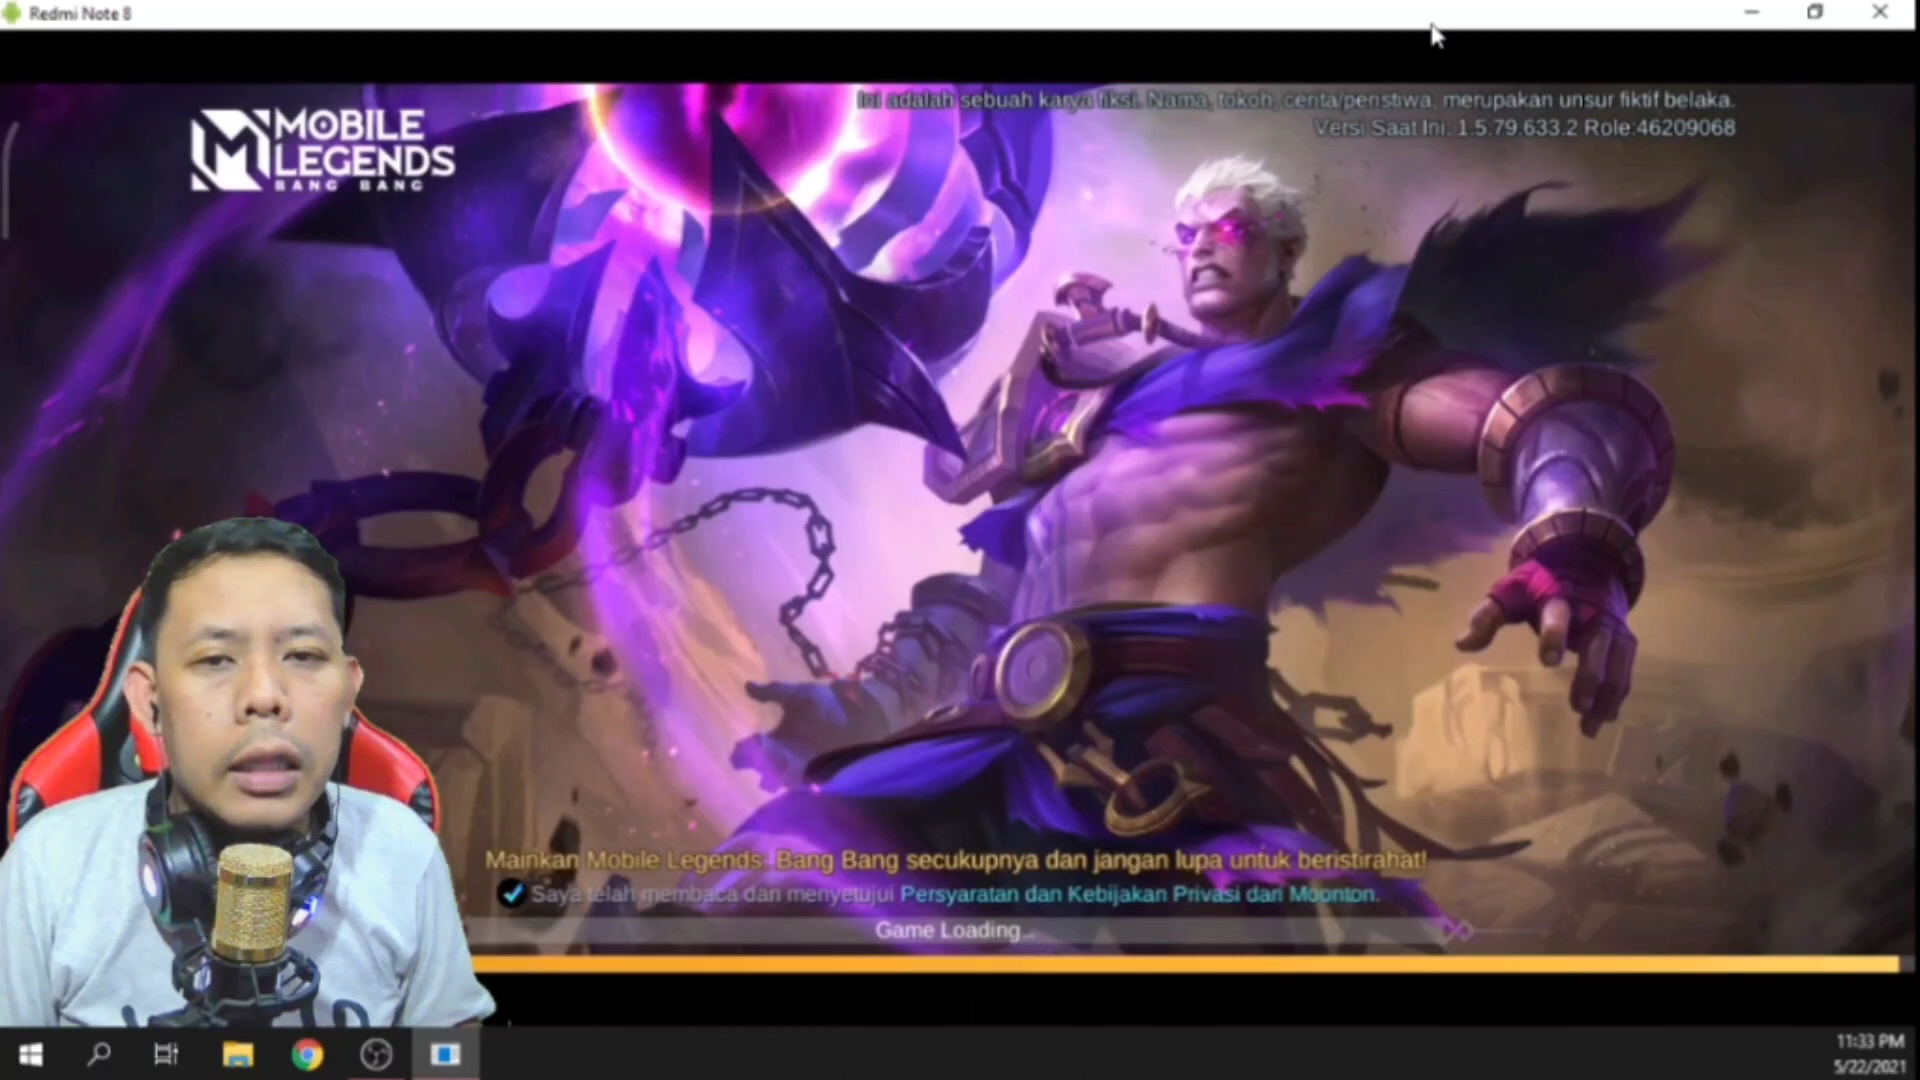 Redmi Note 8
MOBILE
LEGENDS
BANG BANG
Ini adalah sebuah karya fiksi. Nama, tokoh, cerita/peristiwa, merupakan unsur fiktif belaka.
Versi Saat Ini: 1.5.79.633.2 Role:46209068
Mainkan Mobile Legends: Bang Bang secukupnya dan jangan lupa untuk beristirahat!
Saya telah membaca dan menyetujui Persyaratan dan Kebijakan Privasi dari Moonton.
Game Loading...
11:33 PM
5/22/2021